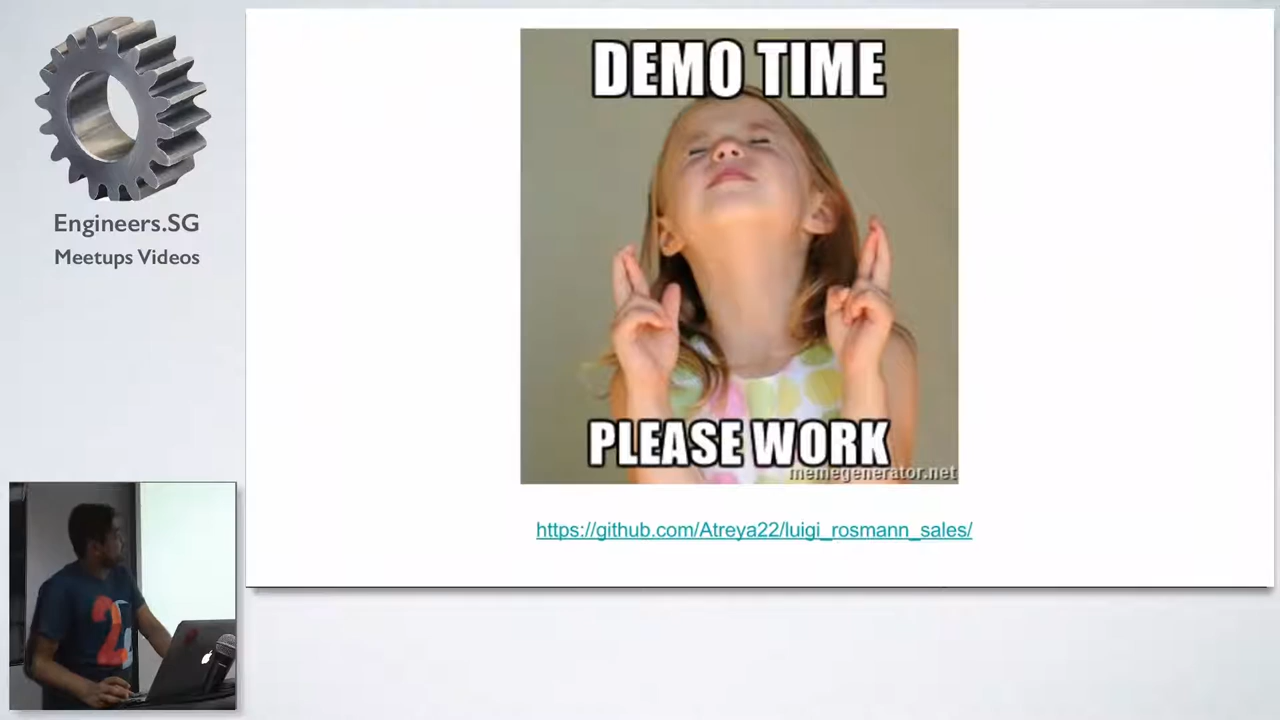 Engineers.SG
Meetups Videos
DEMO TIME
PLEASE WORK
memegenerator.net
https://github.com/Atreya22/luigi_rosmann_sales/